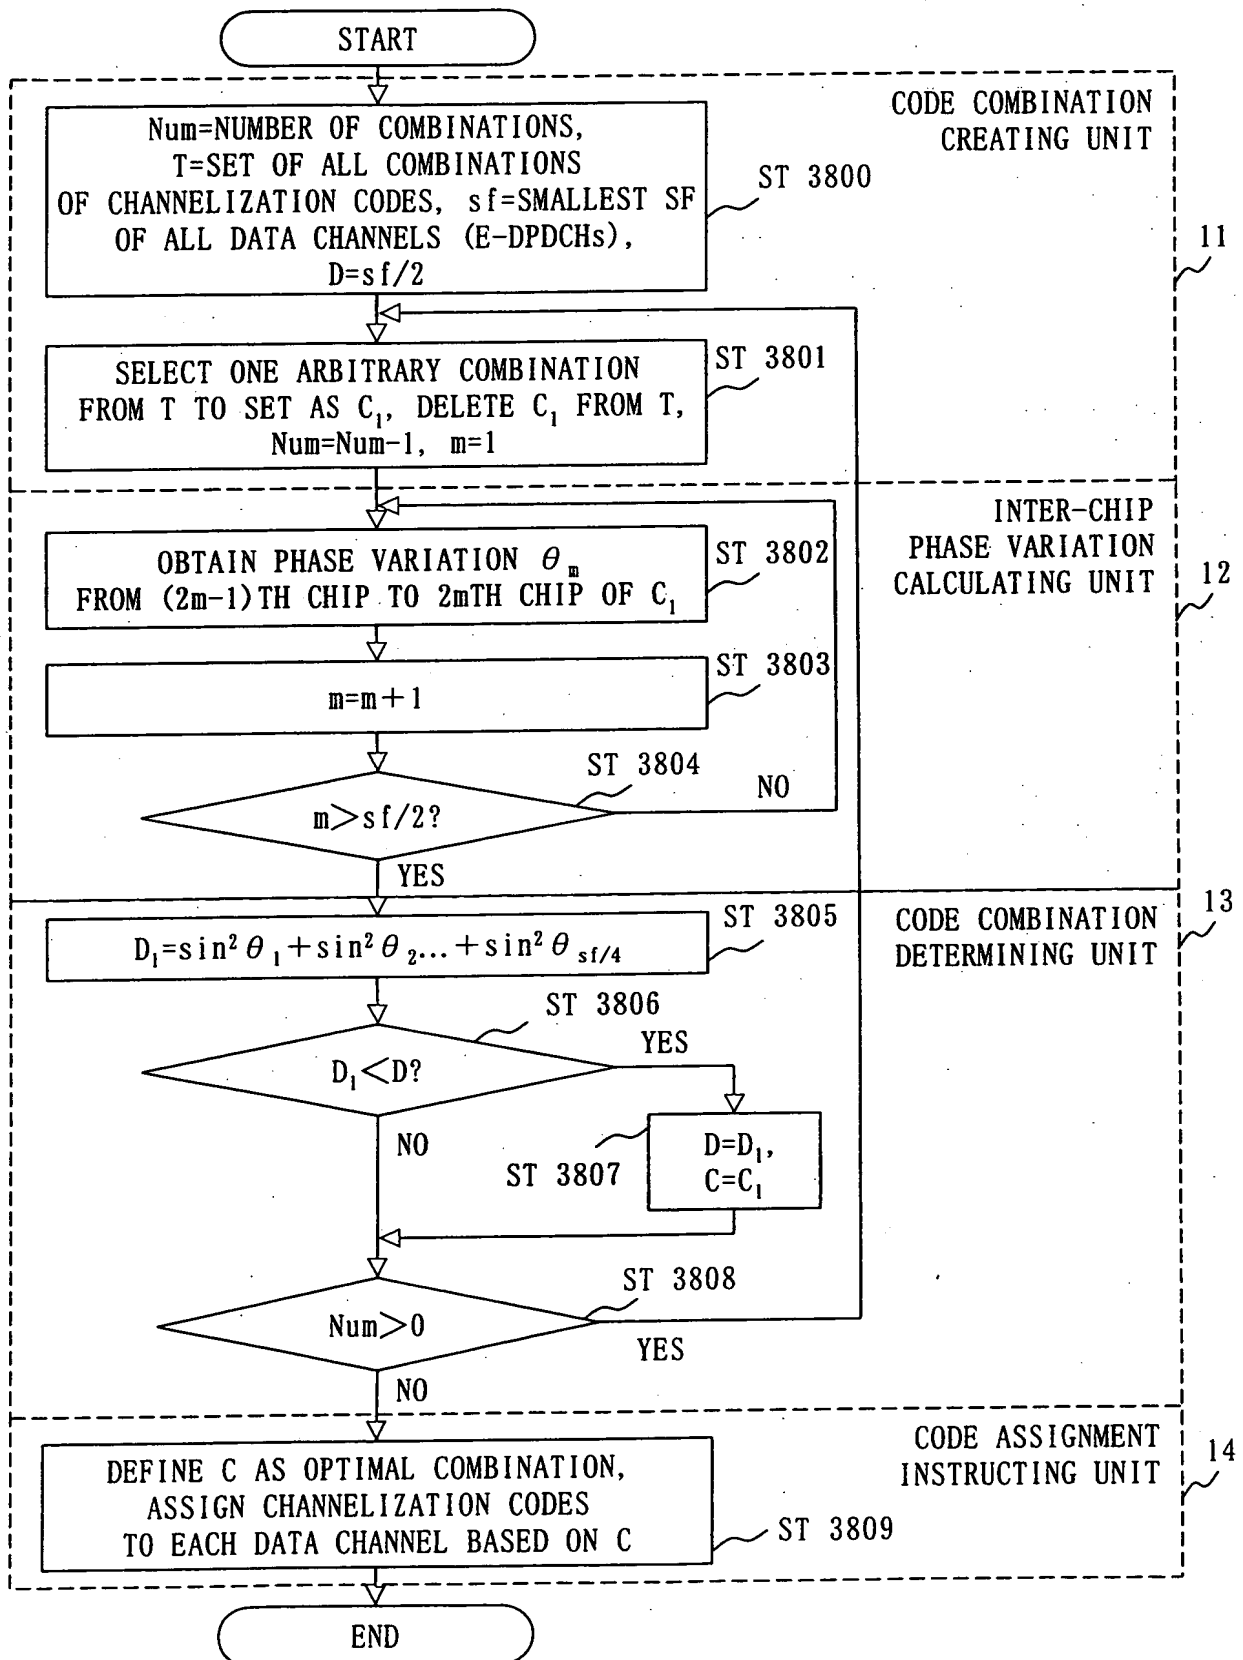 START
CODE COMBINATION
CREATING UNIT
Num=NUMBER OF COMBINATIONS,
T=SET OF ALL COMBINATIONS
OF CHANNELIZATION CODES, sf=SMALLEST SF
OF ALL DATA CHANNELS (E-DPDCHs),
D=sf/2
ST 3800
11
SELECT ONE ARBITRARY COMBINATION
FROM T TO SET AS C₁, DELETE C₁ FROM T,
Num=Num-1, m=1
ST 3801
INTER-CHIP
PHASE VARIATION
CALCULATING UNIT
12
OBTAIN PHASE VARIATION θₘ
FROM (2m-1)TH CHIP TO 2mTH CHIP OF C₁
ST 3802
m=m+1
ST 3803
m>sf/2?
ST 3804
NO
YES
CODE COMBINATION
DETERMINING UNIT
13
D₁=sin² θ₁+sin² θ₂...+sin² θ sf/4
ST 3805
D₁<D?
ST 3806
YES
NO
D=D₁,
C=C₁
ST 3807
Num>0
ST 3808
YES
NO
CODE ASSIGNMENT
INSTRUCTING UNIT
14
DEFINE C AS OPTIMAL COMBINATION,
ASSIGN CHANNELIZATION CODES
TO EACH DATA CHANNEL BASED ON C
ST 3809
END